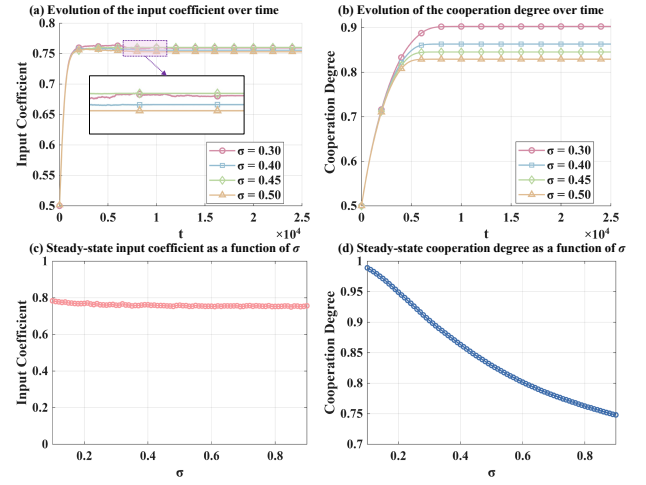 (a) Evolution of the input coefficient over time
0.8
0.75
0.7
0.65
0.6
0.55
0.5
Input Coefficient
σ = 0.30
σ = 0.40
σ = 0.45
σ = 0.50
0 0.5 1 1.5 2 2.5
t
×10⁴
(b) Evolution of the cooperation degree over time
0.9
0.8
0.7
0.6
0.5
Cooperation Degree
σ = 0.30
σ = 0.40
σ = 0.45
σ = 0.50
0 0.5 1 1.5 2 2.5
t
×10⁴
(c) Steady-state input coefficient as a function of σ
1
0.8
0.6
0.4
0.2
0
Input Coefficient
0.2 0.4 0.6 0.8
σ
(d) Steady-state cooperation degree as a function of σ
1
0.95
0.9
0.85
0.8
0.75
0.7
Cooperation Degree
0.2 0.4 0.6 0.8
σ